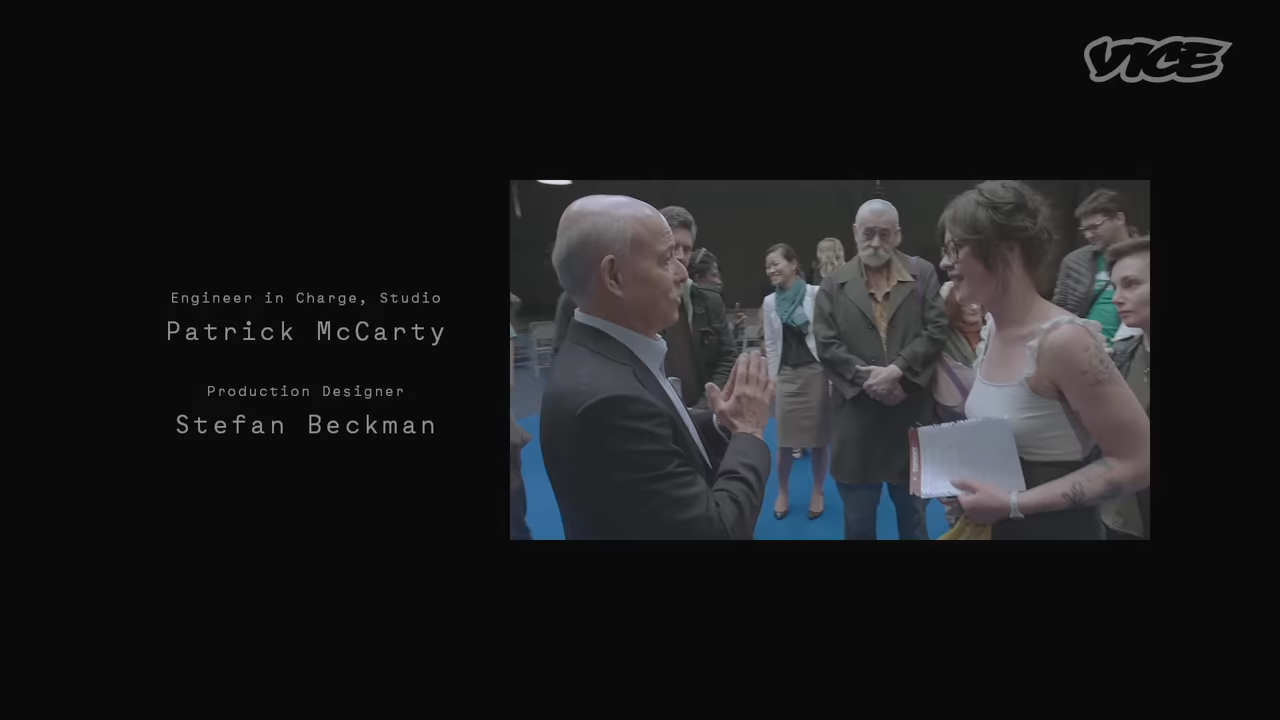 VICE
Engineer in Charge, Studio
Patrick McCarty
Production Designer
Stefan Beckman